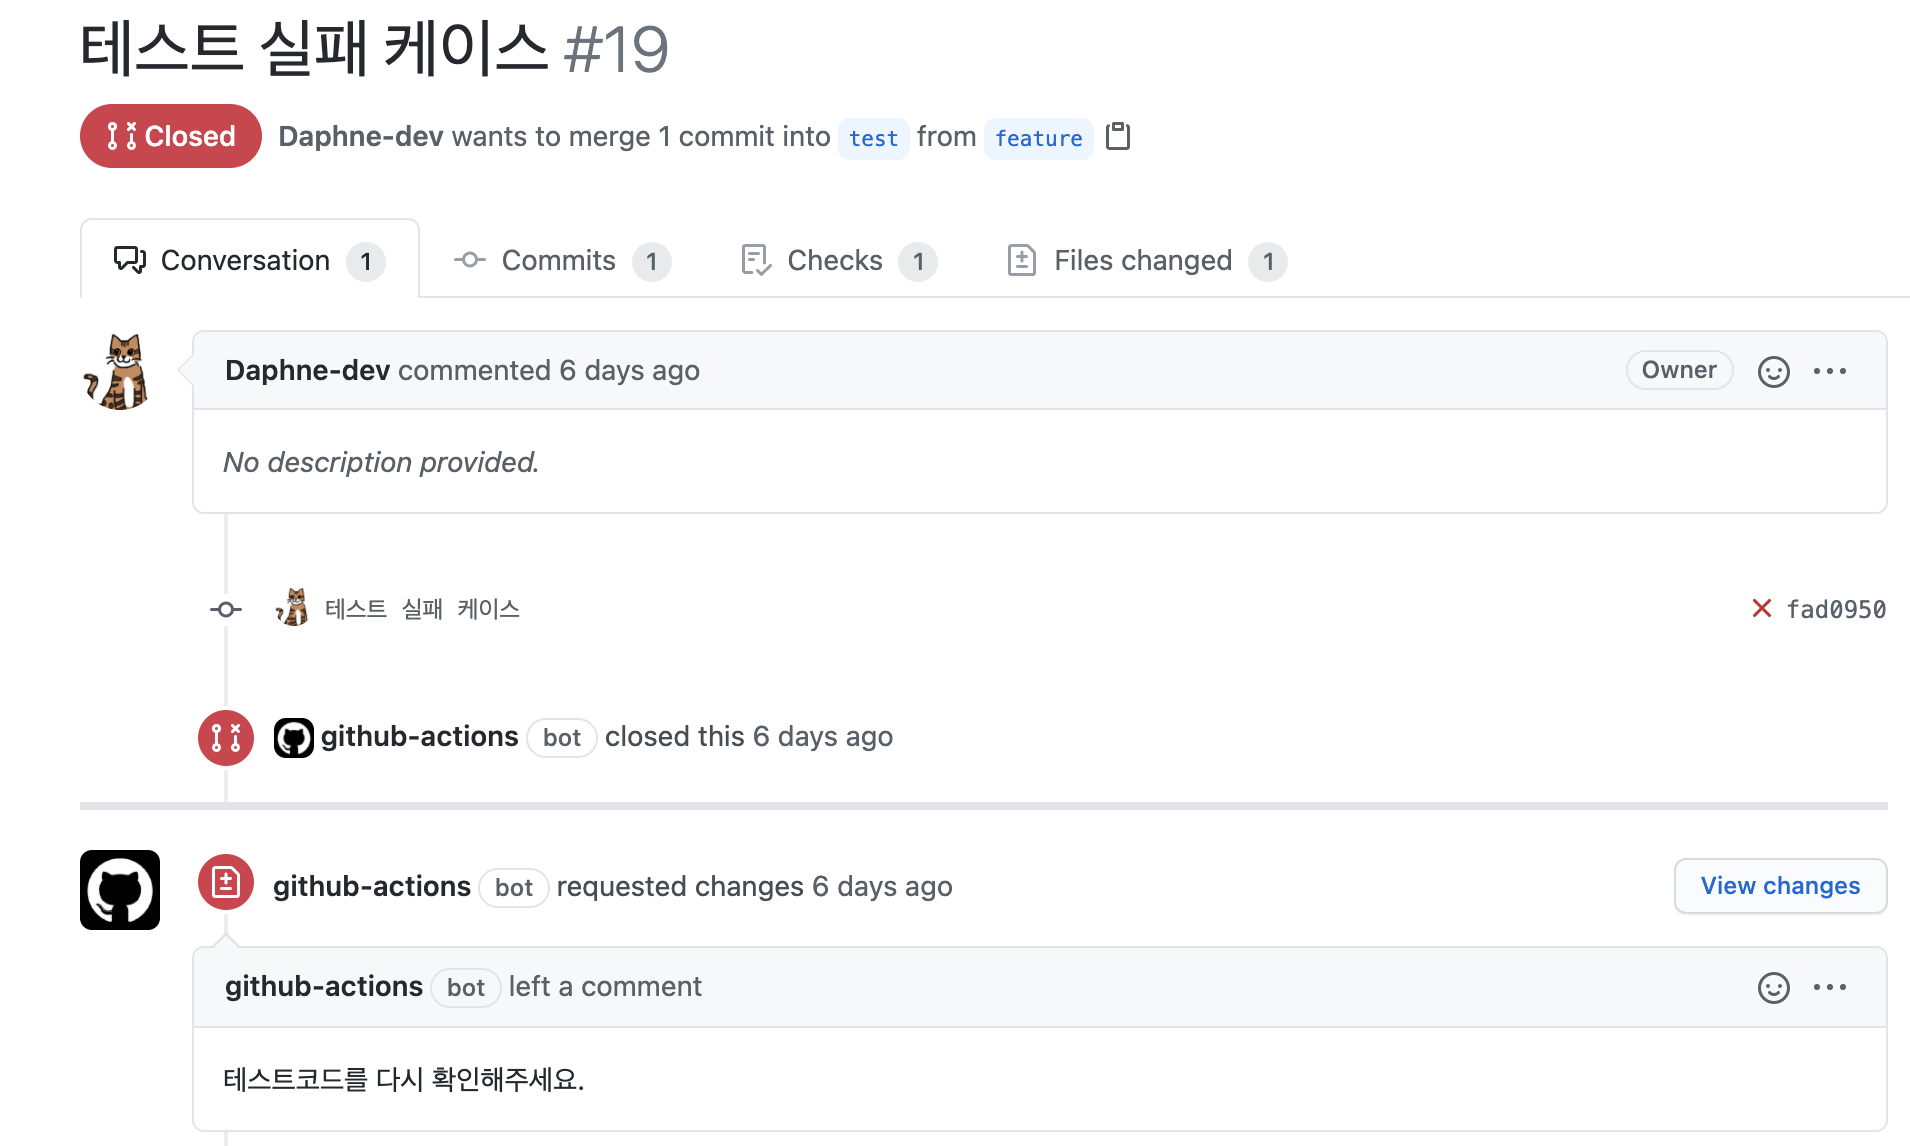 테스트 실패 케이스 #19
Closed Daphne-dev wants to merge 1 commit into test from feature
Conversation 1 Commits 1 Checks 1 Files changed 1
Daphne-dev commented 6 days ago Owner
No description provided.
테스트 실패 케이스 fad0950
github-actions bot closed this 6 days ago
github-actions bot requested changes 6 days ago View changes
github-actions bot left a comment
테스트코드를 다시 확인해주세요.